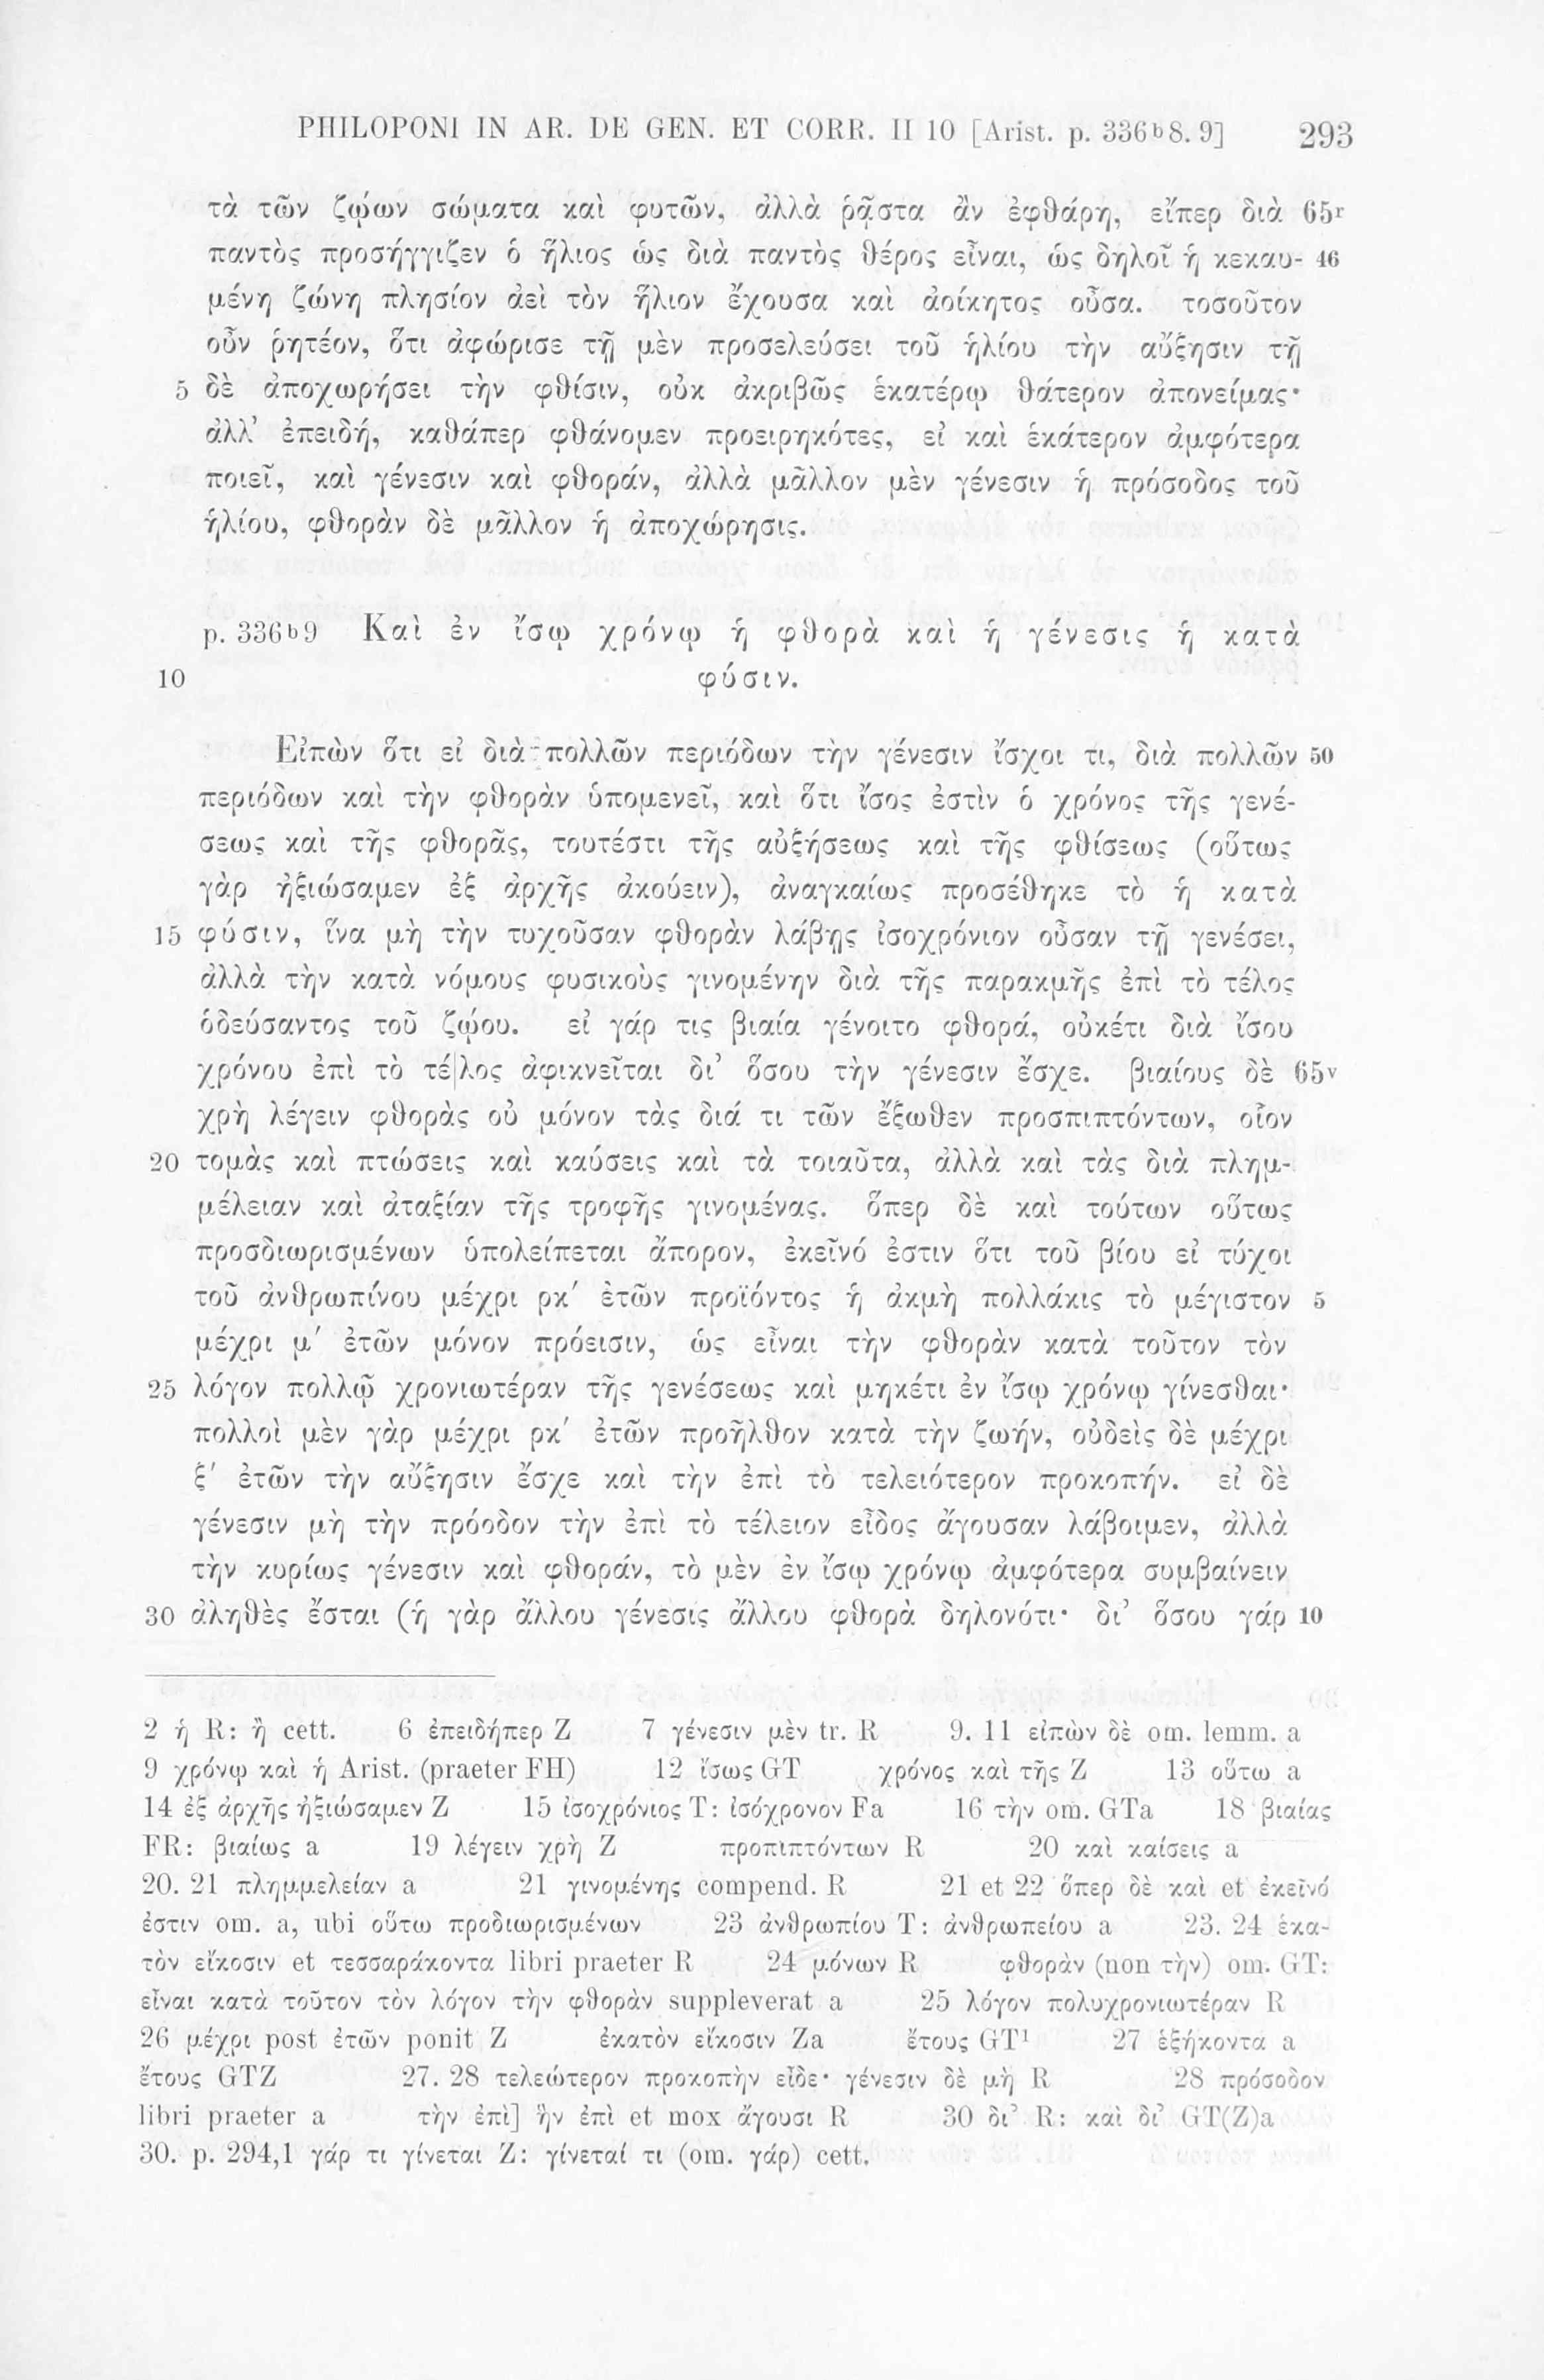 PHILOPONI IN AR. DE GEN. ET CORR. II 10 [Arist. p. 336ᵇ8. 9] 293
τὰ τῶν ζῴων σώματα καὶ φυτῶν, ἀλλὰ ῥᾷστα ἂν ἐφθάρη, εἴπερ διὰ 65ʳ
παντὸς προσήγγιζεν ὁ ἥλιος ὡς διὰ παντὸς θέρος εἶναι, ὡς δηλοῖ ἡ κεκαυ- 46
μένη ζώνη πλησίον ἀεὶ τὸν ἥλιον ἔχουσα καὶ ἀοίκητος οὖσα. τοσοῦτον
οὖν ῥητέον, ὅτι ἀφώρισε τῇ μὲν προσελεύσει τοῦ ἡλίου τὴν αὔξησιν τῇ
5 δὲ ἀποχωρήσει τὴν φθίσιν, οὐκ ἀκριβῶς ἑκατέρῳ θάτερον ἀπονείμας·
ἀλλ’ ἐπειδή, καθάπερ φθάνομεν προειρηκότες, εἰ καὶ ἑκάτερον ἀμφότερα
ποιεῖ, καὶ γένεσιν καὶ φθοράν, ἀλλὰ μᾶλλον μὲν γένεσιν ἡ πρόσοδος τοῦ
ἡλίου, φθορὰν δὲ μᾶλλον ἡ ἀποχώρησις.
p. 336ᵇ9 Καὶ ἐν ἴσῳ χρόνῳ ἡ φθορὰ καὶ ἡ γένεσις ἡ κατὰ
10 φύσιν.
Εἰπὼν ὅτι εἰ διὰ πολλῶν περιόδων τὴν γένεσιν ἴσχοι τι, διὰ πολλῶν 50
περιόδων καὶ τὴν φθορὰν ὑπομενεῖ, καὶ ὅτι ἴσος ἐστὶν ὁ χρόνος τῆς γενέ-
σεως καὶ τῆς φθορᾶς, τουτέστι τῆς αὐξήσεως καὶ τῆς φθίσεως (οὕτως
γὰρ ἠξιώσαμεν ἐξ ἀρχῆς ἀκούειν), ἀναγκαίως προσέθηκε τὸ ἡ κατὰ
15 φύσιν, ἵνα μὴ τὴν τυχοῦσαν φθορὰν λάβῃς ἰσοχρόνιον οὖσαν τῇ γενέσει,
ἀλλὰ τὴν κατὰ νόμους φυσικοὺς γινομένην διὰ τῆς παρακμῆς ἐπὶ τὸ τέλος
ὁδεύσαντος τοῦ ζῴου. εἰ γάρ τις βιαία γένοιτο φθορά, οὐκέτι διὰ ἴσου
χρόνου ἐπὶ τὸ τέ|λος ἀφικνεῖται δι’ ὅσου τὴν γένεσιν ἔσχε. βιαίους δὲ 65ᵛ
χρὴ λέγειν φθορὰς οὐ μόνον τὰς διά τι τῶν ἔξωθεν προσπιπτόντων, οἷον
20 τομὰς καὶ πτώσεις καὶ καύσεις καὶ τὰ τοιαῦτα, ἀλλὰ καὶ τὰς διὰ πλημ-
μέλειαν καὶ ἀταξίαν τῆς τροφῆς γινομένας. ὅπερ δὲ καὶ τούτων οὕτως
προσδιωρισμένων ὑπολείπεται ἄπορον, ἐκεῖνό ἐστιν ὅτι τοῦ βίου εἰ τύχοι
τοῦ ἀνθρωπίνου μέχρι ρκ′ ἐτῶν προϊόντος ἡ ἀκμὴ πολλάκις τὸ μέγιστον 5
μέχρι μ′ ἐτῶν μόνον πρόεισιν, ὡς εἶναι τὴν φθορὰν κατὰ τοῦτον τὸν
25 λόγον πολλῷ χρονιωτέραν τῆς γενέσεως καὶ μηκέτι ἐν ἴσῳ χρόνῳ γίνεσθαι·
πολλοὶ μὲν γὰρ μέχρι ρκ′ ἐτῶν προῆλθον κατὰ τὴν ζωήν, οὐδεὶς δὲ μέχρι
ξ′ ἐτῶν τὴν αὔξησιν ἔσχε καὶ τὴν ἐπὶ τὸ τελειότερον προκοπήν. εἰ δὲ
γένεσιν μὴ τὴν πρόοδον τὴν ἐπὶ τὸ τέλειον εἶδος ἄγουσαν λάβοιμεν, ἀλλὰ
τὴν κυρίως γένεσιν καὶ φθοράν, τὸ μὲν ἐν ἴσῳ χρόνῳ ἀμφότερα συμβαίνειν
30 ἀληθὲς ἔσται (ἡ γὰρ ἄλλου γένεσις ἄλλου φθορὰ δηλονότι· δι’ ὅσου γάρ 10
2 ἡ R: ἢ cett. 6 ἐπειδήπερ Z 7 γένεσιν μὲν tr. R 9. 11 εἰπὼν δὲ om. lemm. a
9 χρόνῳ καὶ ἡ Arist. (praeter FH) 12 ἴσως GT χρόνος καὶ τῆς Z 13 οὕτω a
14 ἐξ ἀρχῆς ἠξιώσαμεν Z 15 ἰσοχρόνιος T: ἰσόχρονον Fa 16 τὴν om. GTa 18 βιαίας
FR: βιαίως a 19 λέγειν χρὴ Z προπιπτόντων R 20 καὶ καίσεις a
20. 21 πλημμελείαν a 21 γινομένης compend. R 21 et 22 ὅπερ δὲ καὶ et ἐκεῖνό
ἐστιν om. a, ubi οὕτω προδιωρισμένων 23 ἀνθρωπίου T: ἀνθρωπείου a 23. 24 ἑκα-
τὸν εἴκοσιν et τεσσαράκοντα libri praeter R 24 μόνων R φθορὰν (non τὴν) om. GT:
εἶναι κατὰ τοῦτον τὸν λόγον τὴν φθορὰν suppleverat a 25 λόγον πολυχρονιωτέραν R
26 μέχρι post ἐτῶν ponit Z ἑκατὸν εἴκοσιν Za ἔτους GT¹ 27 ἑξήκοντα a
ἔτους GTZ 27. 28 τελεώτερον προκοπὴν εἶδε· γένεσιν δὲ μὴ R 28 πρόσοδον
libri praeter a τὴν ἐπὶ] ἣν ἐπὶ et mox ἄγουσι R 30 δι’ R: καὶ δι’ GT(Z)a
30. p. 294,1 γάρ τι γίνεται Z: γίνεταί τι (om. γάρ) cett.